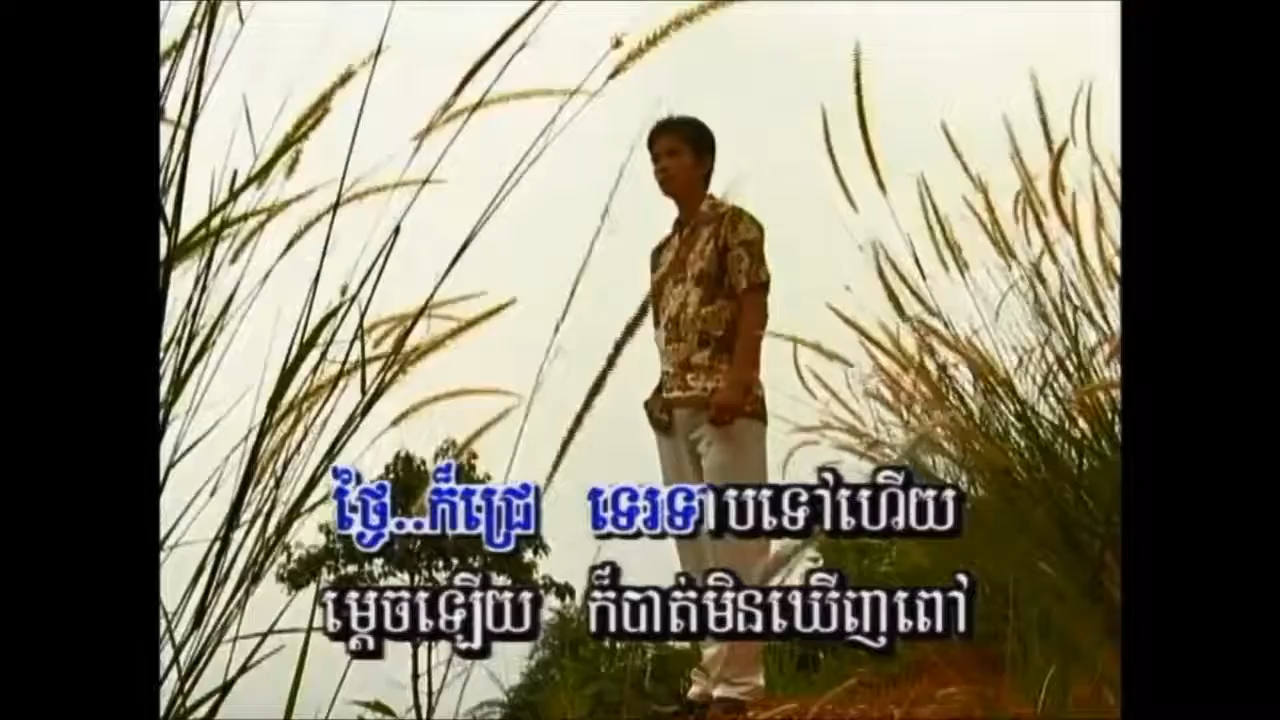 ថ្ងៃ..ក៏ជ្រេ ទេរទាបទៅហើយ
ម្ដេចឡើយ ក៏បាត់មិនឃើញពៅ